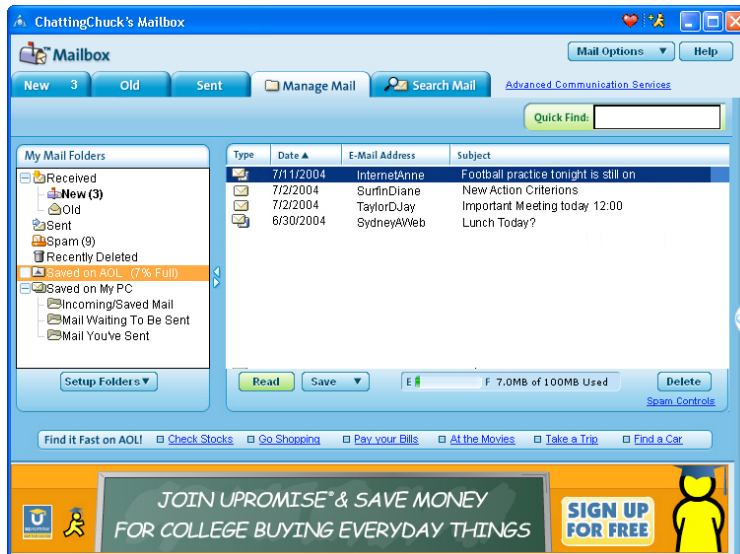 ChattingChuck's Mailbox
Mailbox
Mail Options
Help
New 3
Old
Sent
Manage Mail
Search Mail
Advanced Communication Services
Quick Find:
My Mail Folders
Received
New (3)
Old
Sent
Spam (9)
Recently Deleted
Saved on AOL (7% Full)
Saved on My PC
Incoming/Saved Mail
Mail Waiting To Be Sent
Mail You've Sent
Setup Folders
Type Date E-Mail Address Subject
7/11/2004 InternetAnne Football practice tonight is still on
7/2/2004 SurfinDiane New Action Criterions
7/2/2004 TaylorDJay Important Meeting today 12:00
6/30/2004 SydneyAWeb Lunch Today?
Read
Save
E F 7.0MB of 100MB Used
Delete
Spam Controls
Find it Fast on AOL! Check Stocks Go Shopping Pay your Bills At the Movies Take a Trip Find a Car
JOIN UPROMISE® & SAVE MONEY
FOR COLLEGE BUYING EVERYDAY THINGS
SIGN UP
FOR FREE